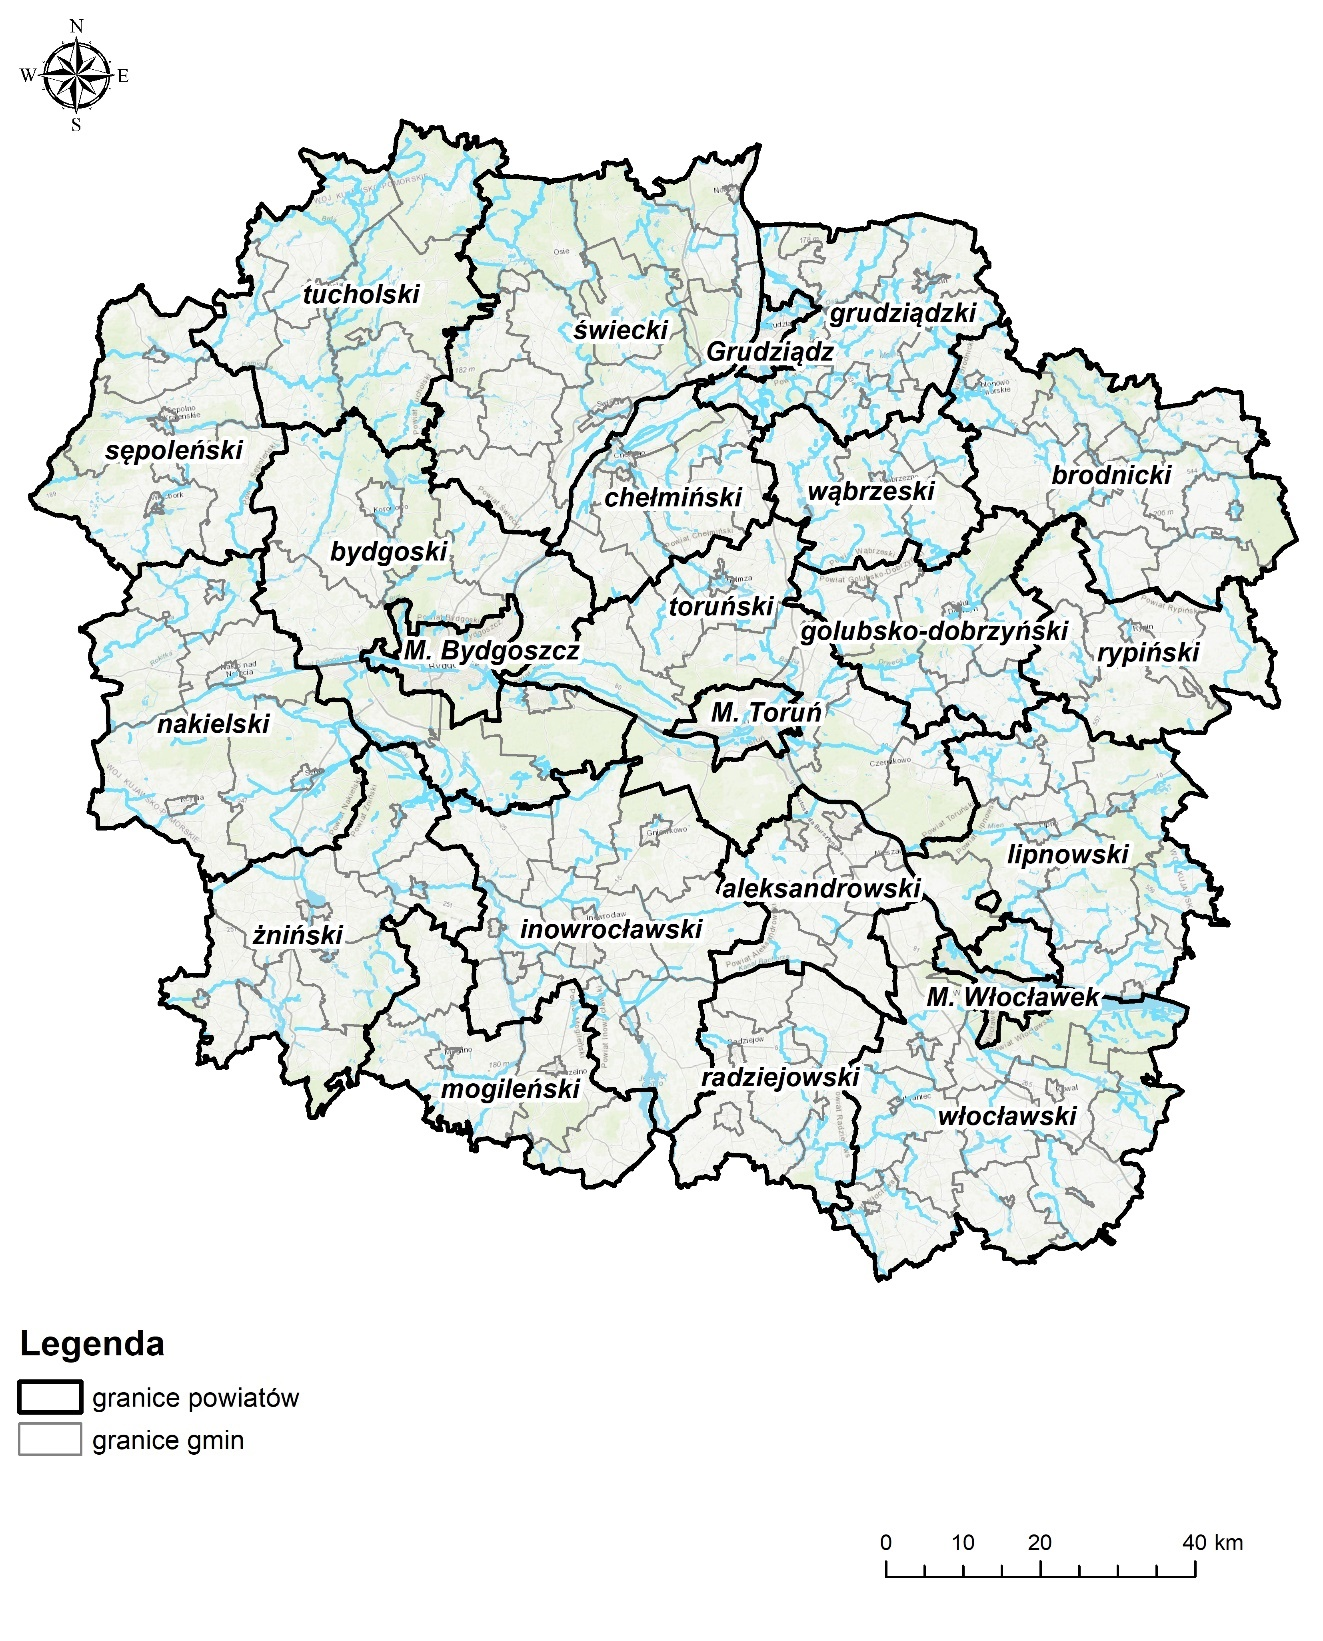 N
W E
S
tucholski
świecki
grudziądzki
Grudziądz
sępoleński
chełmiński
wąbrzeski
brodnicki
bydgoski
toruński
golubsko-dobrzyński
M. Bydgoszcz
rypiński
M. Toruń
nakielski
lipnowski
aleksandrowski
żniński
inowrocławski
M. Włocławek
radziejowski
mogileński
włocławski
Legenda
granice powiatów
granice gmin
0 10 20 40 km